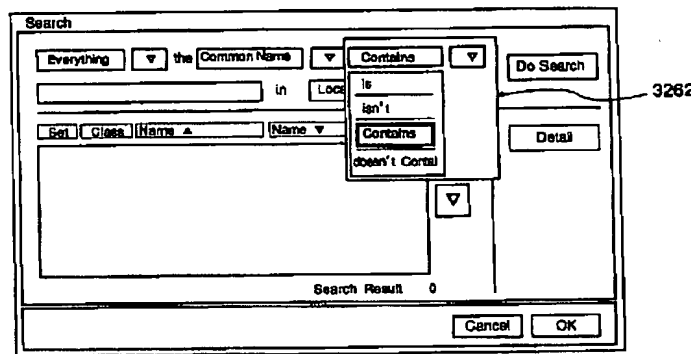 Search
Everything the Common Name Contains Do Search
in Loca
Is
isn't
Contains
doesn't Contai
3262
Set Class Name Name Detail
Search Result 0
Cancel OK